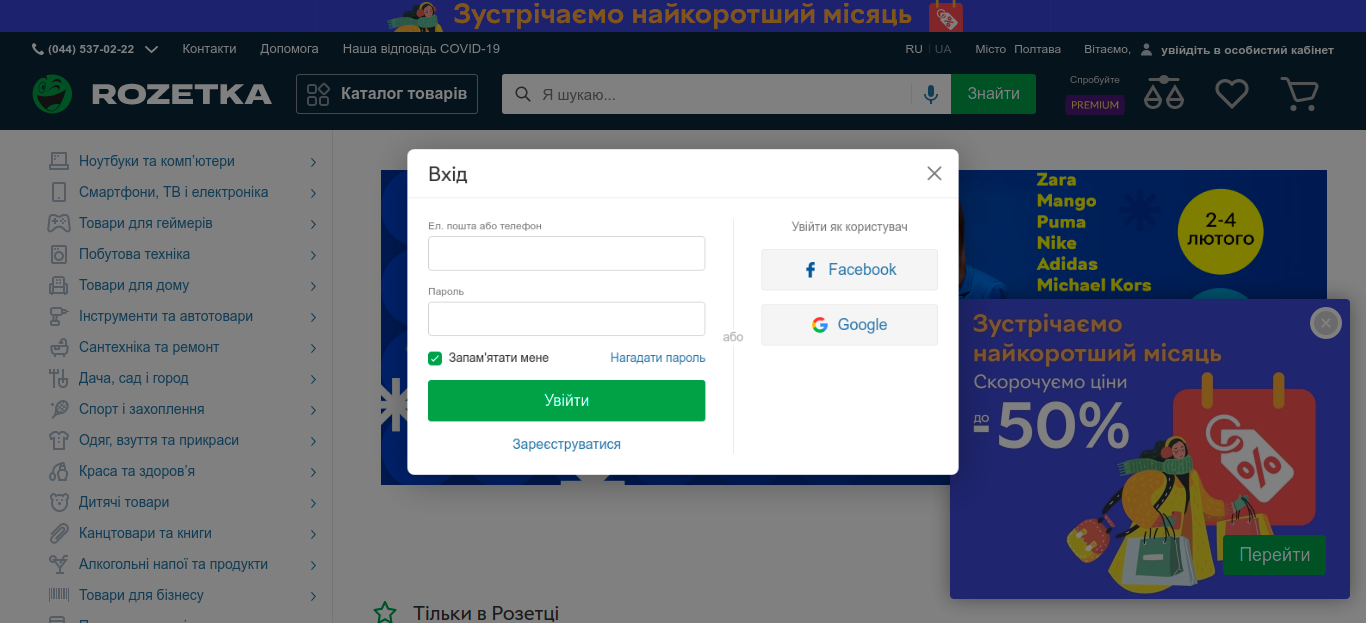 Зустрічаємо найкоротший місяць
(044) 537-02-22
Контакти
Допомога
Наша відповідь COVID-19
RU | UA
Місто Полтава
Вітаємо, увійдіть в особистий кабінет
ROZETKA
Каталог товарів
Я шукаю...
Знайти
Спробуйте
PREMIUM
Ноутбуки та комп'ютери
Смартфони, ТВ і електроніка
Товари для геймерів
Побутова техніка
Товари для дому
Інструменти та автотовари
Сантехніка та ремонт
Дача, сад і город
Спорт і захоплення
Одяг, взуття та прикраси
Краса та здоров'я
Дитячі товари
Канцтовари та книги
Алкогольні напої та продукти
Товари для бізнесу
Вхід
Ел. пошта або телефон
Пароль
Запам'ятати мене
Нагадати пароль
Увійти
Зареєструватися
або
Увійти як користувач
Facebook
Google
Zara
Mango
Puma
Nike
Adidas
Michael Kors
2-4
ЛЮТОГО
Зустрічаємо
найкоротший місяць
Скорочуємо ціни
до
-50%
%
Перейти
Тільки в Розетці